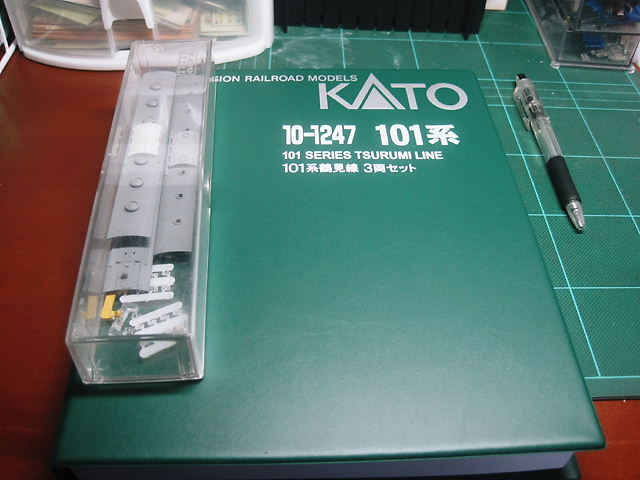 SION RAILROAD MODELS
KATO
10-1247 101系
101 SERIES TSURUMI LINE
101系鶴見線 3両セット